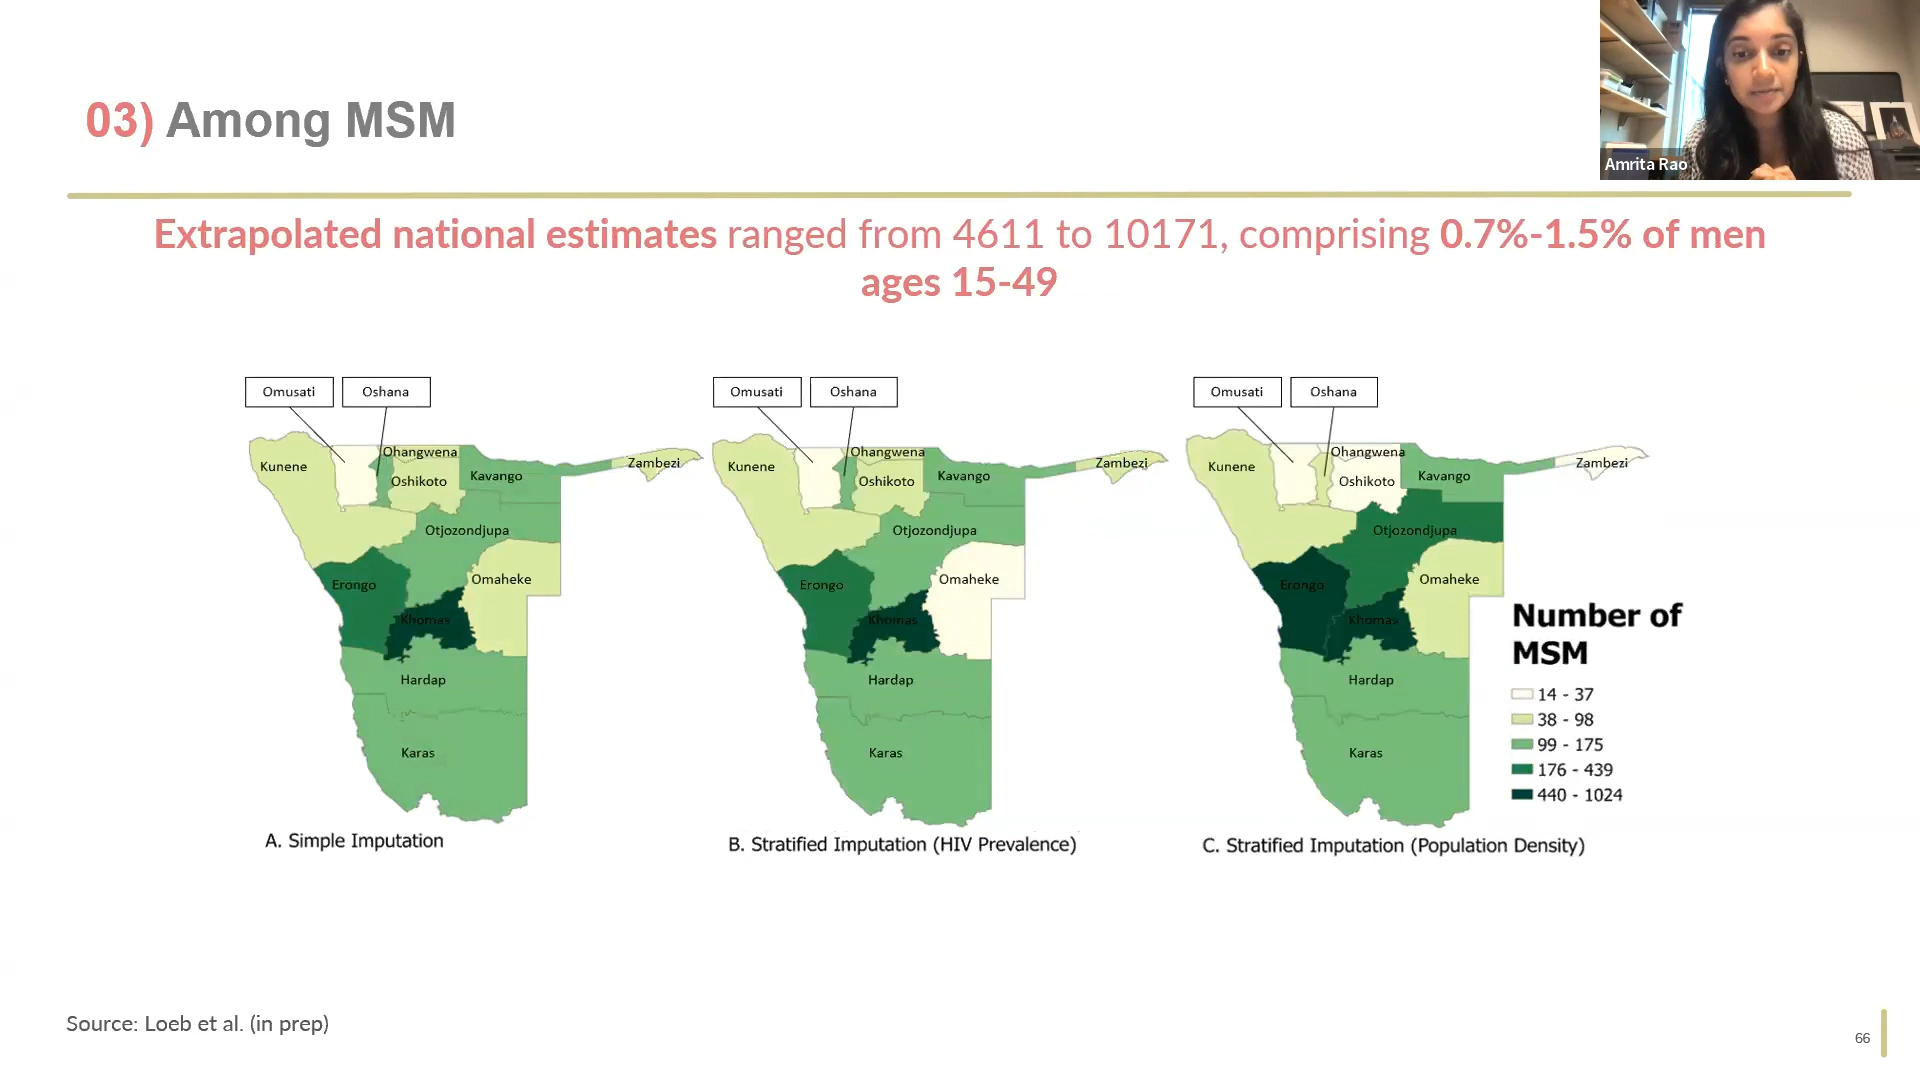 Amrita Rao
03) Among MSM
Extrapolated national estimates ranged from 4611 to 10171, comprising 0.7%-1.5% of men
ages 15-49
Omusati
Oshana
Kunene
Ohangwena
Oshikoto
Kavango
Zambezi
Otjozondjupa
Erongo
Omaheke
Khomas
Hardap
Karas
A. Simple Imputation
Omusati
Oshana
Kunene
Ohangwena
Oshikoto
Kavango
Zambezi
Otjozondjupa
Erongo
Omaheke
Khomas
Hardap
Karas
B. Stratified Imputation (HIV Prevalence)
Omusati
Oshana
Kunene
Ohangwena
Oshikoto
Kavango
Zambezi
Otjozondjupa
Erongo
Omaheke
Khomas
Hardap
Karas
C. Stratified Imputation (Population Density)
Number of
MSM
14 - 37
38 - 98
99 - 175
176 - 439
440 - 1024
Source: Loeb et al. (in prep)
66